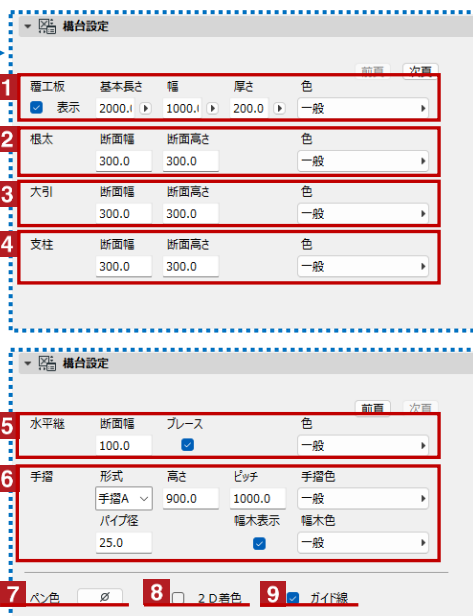 構台設定
前頁 次頁
1 覆工板 基本長さ 幅 厚さ 色
表示 2000.0 1000.0 200.0 一般
2 根太 断面幅 断面高さ 色
300.0 300.0 一般
3 大引 断面幅 断面高さ 色
300.0 300.0 一般
4 支柱 断面幅 断面高さ 色
300.0 300.0 一般
構台設定
前頁 次頁
5 水平継 断面幅 ブレース 色
100.0 一般
6 手摺 形式 高さ ピッチ 手摺色
手摺A 900.0 1000.0 一般
パイプ径 幅木表示 幅木色
25.0 一般
7 ペン色 8 2D着色 9 ガイド線